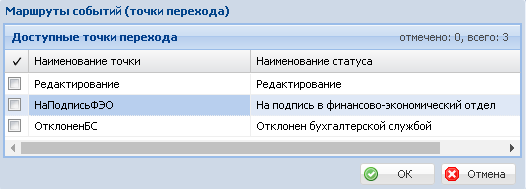 Маршруты событий (точки перехода)
Доступные точки перехода отмечено: 0, всего: 3
Наименование точки Наименование статуса
Редактирование Редактирование
НаПодписьФЭО На подпись в финансово-экономический отдел
ОтклоненБС Отклонен бухгалтерской службой
ОК Отмена